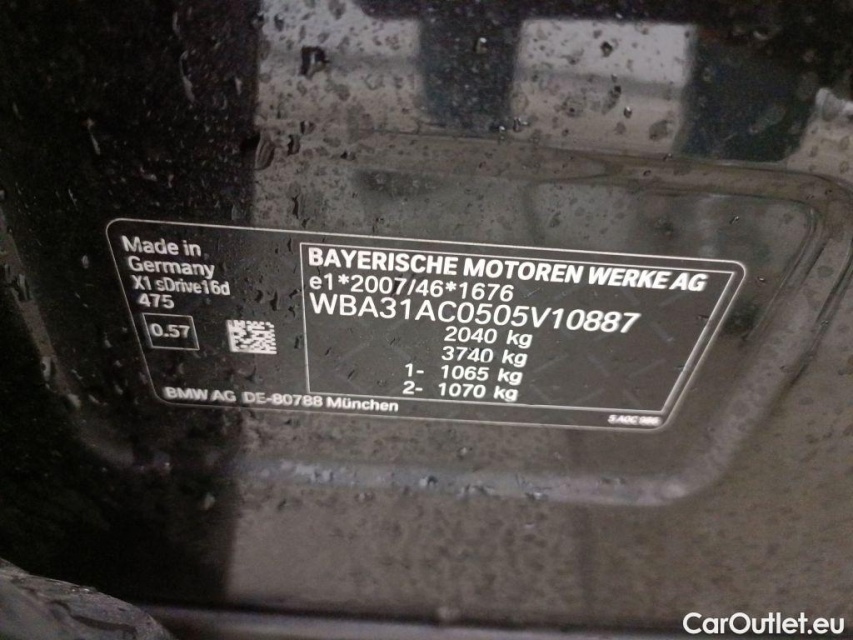 Made in
Germany
X1 sDrive16d
475
0.57
BAYERISCHE MOTOREN WERKE AG
e1*2007/46*1676
WBA31AC0505V10887
2040 kg
3740 kg
1- 1065 kg
2- 1070 kg
BMW AG DE-80788 München
CarOutlet.eu